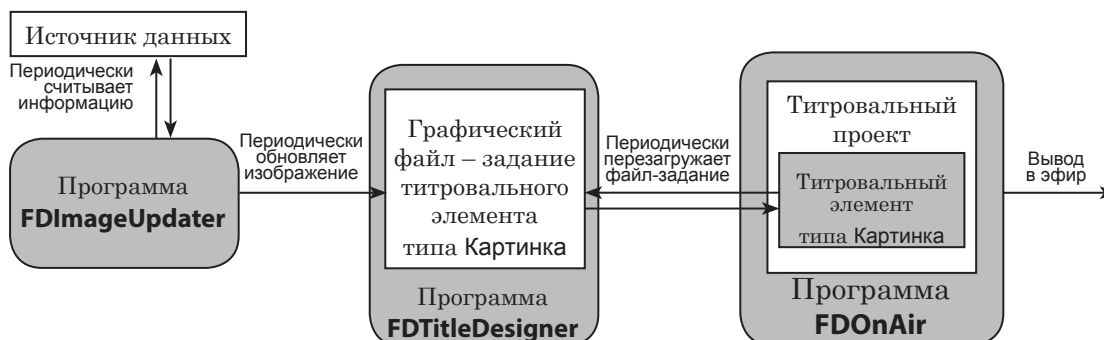 Источник данных
Периодически
считывает
информацию
Программа
FDImageUpdater
Периодически
обновляет
изображение
Графический
файл – задание
титровального
элемента
типа Картинка
Программа
FDTitleDesigner
Периодически
перезагружает
файл-задание
Титровальный
проект
Титровальный
элемент
типа Картинка
Программа
FDOnAir
Вывод
в эфир